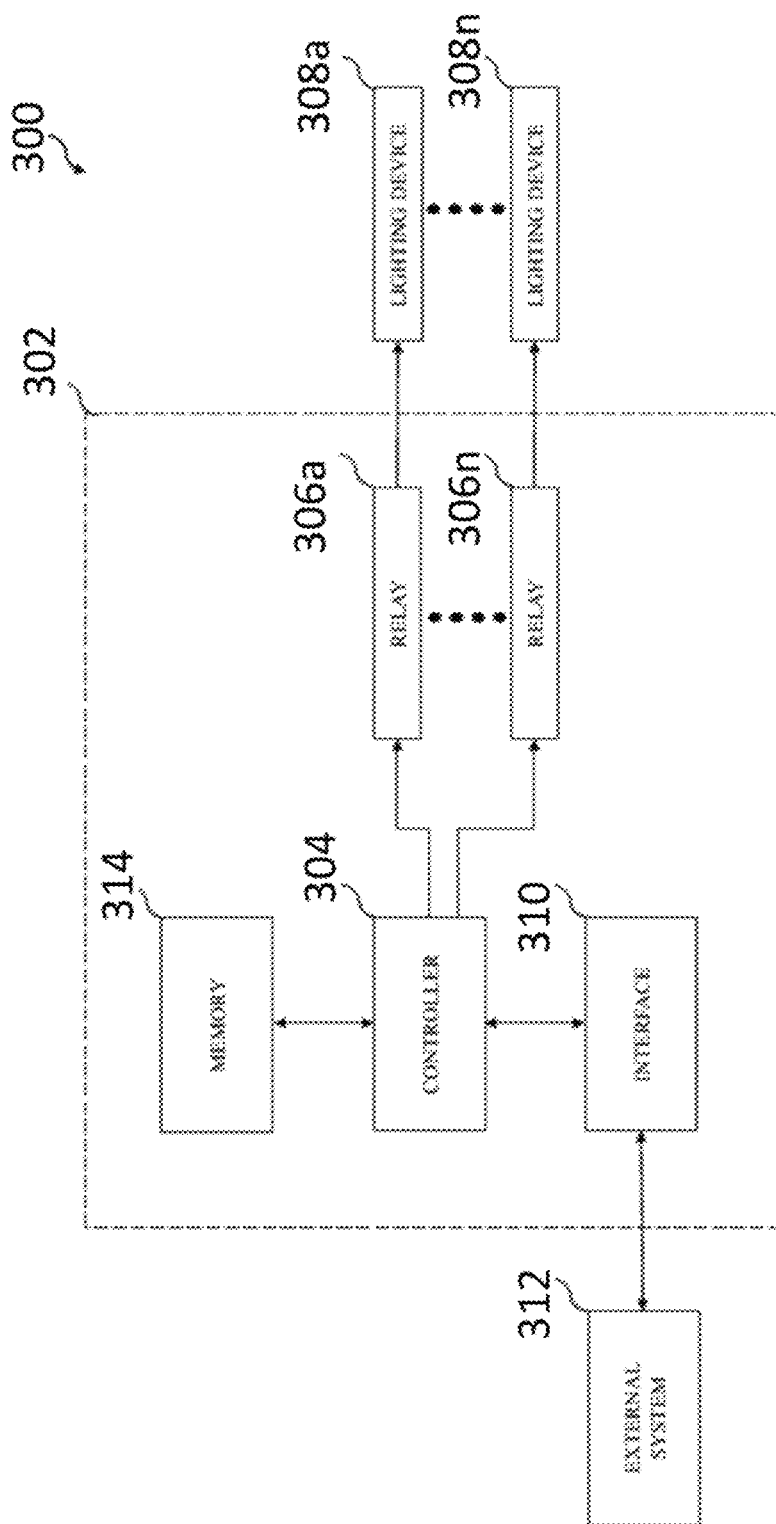 300
302
314
MEMORY
304
CONTROLLER
310
INTERFACE
312
EXTERNAL
SYSTEM
306a
RELAY
306n
RELAY
308a
LIGHTING DEVICE
308n
LIGHTING DEVICE